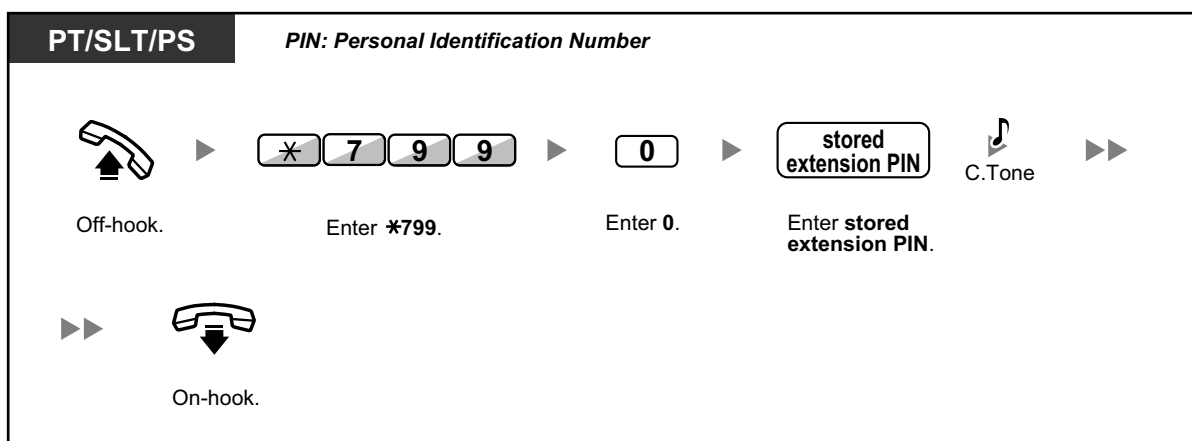 PT/SLT/PS
PIN: Personal Identification Number
* 7 9 9
0
stored
extension PIN
C.Tone
Off-hook.
Enter *799.
Enter 0.
Enter stored
extension PIN.
On-hook.